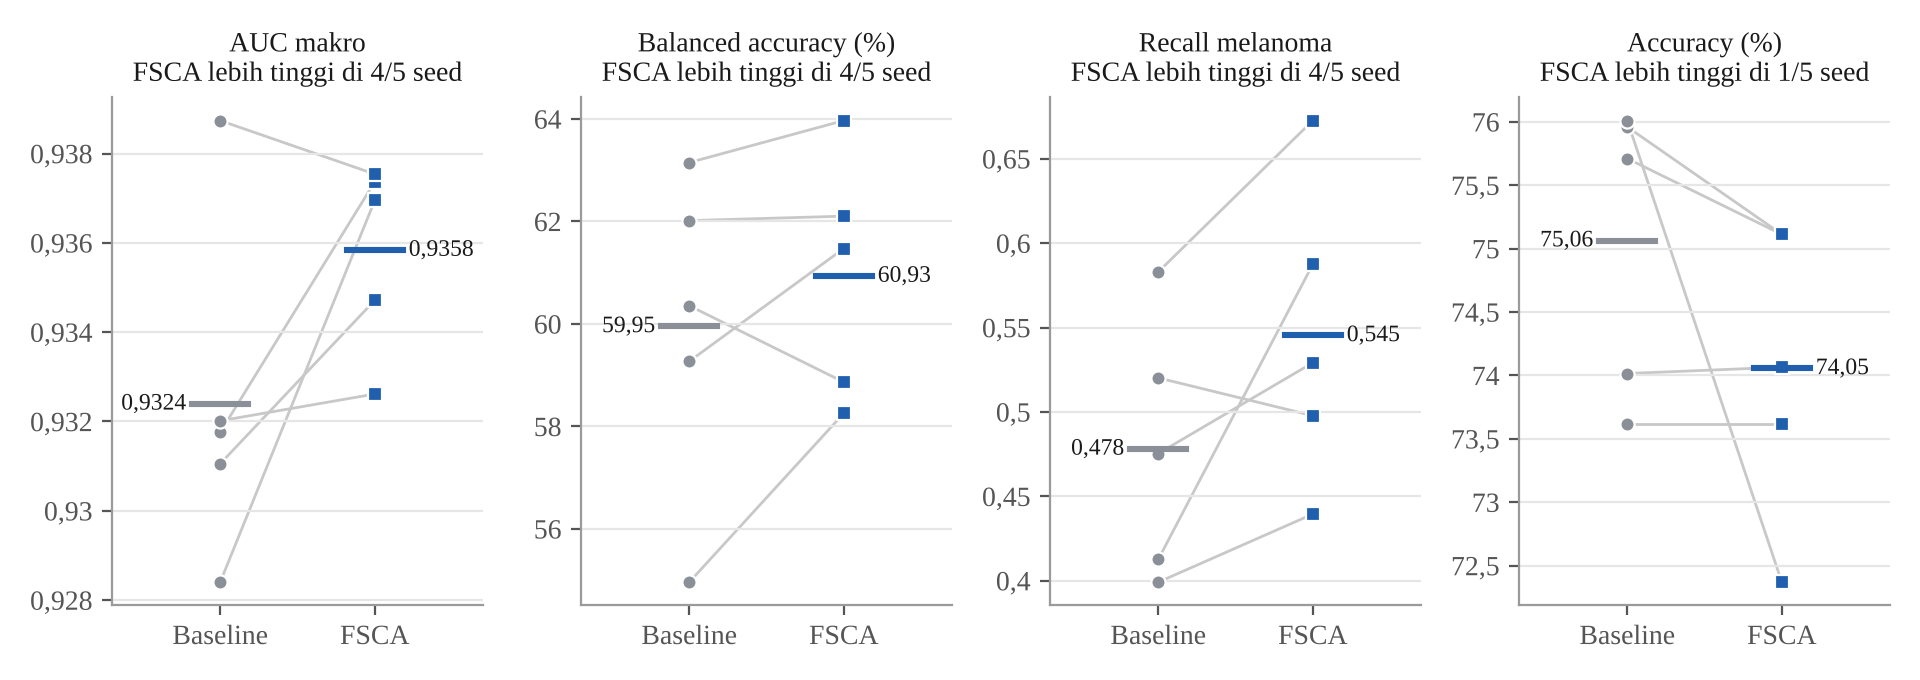 AUC makro
FSCA lebih tinggi di 4/5 seed
0,938
0,936
0,934
0,932
0,93
0,928
0,9324
0,9358
Baseline
FSCA
Balanced accuracy (%)
FSCA lebih tinggi di 4/5 seed
64
62
60
58
56
59,95
60,93
Baseline
FSCA
Recall melanoma
FSCA lebih tinggi di 4/5 seed
0,65
0,6
0,55
0,5
0,45
0,4
0,478
0,545
Baseline
FSCA
Accuracy (%)
FSCA lebih tinggi di 1/5 seed
76
75,5
75
74,5
74
73,5
73
72,5
75,06
74,05
Baseline
FSCA